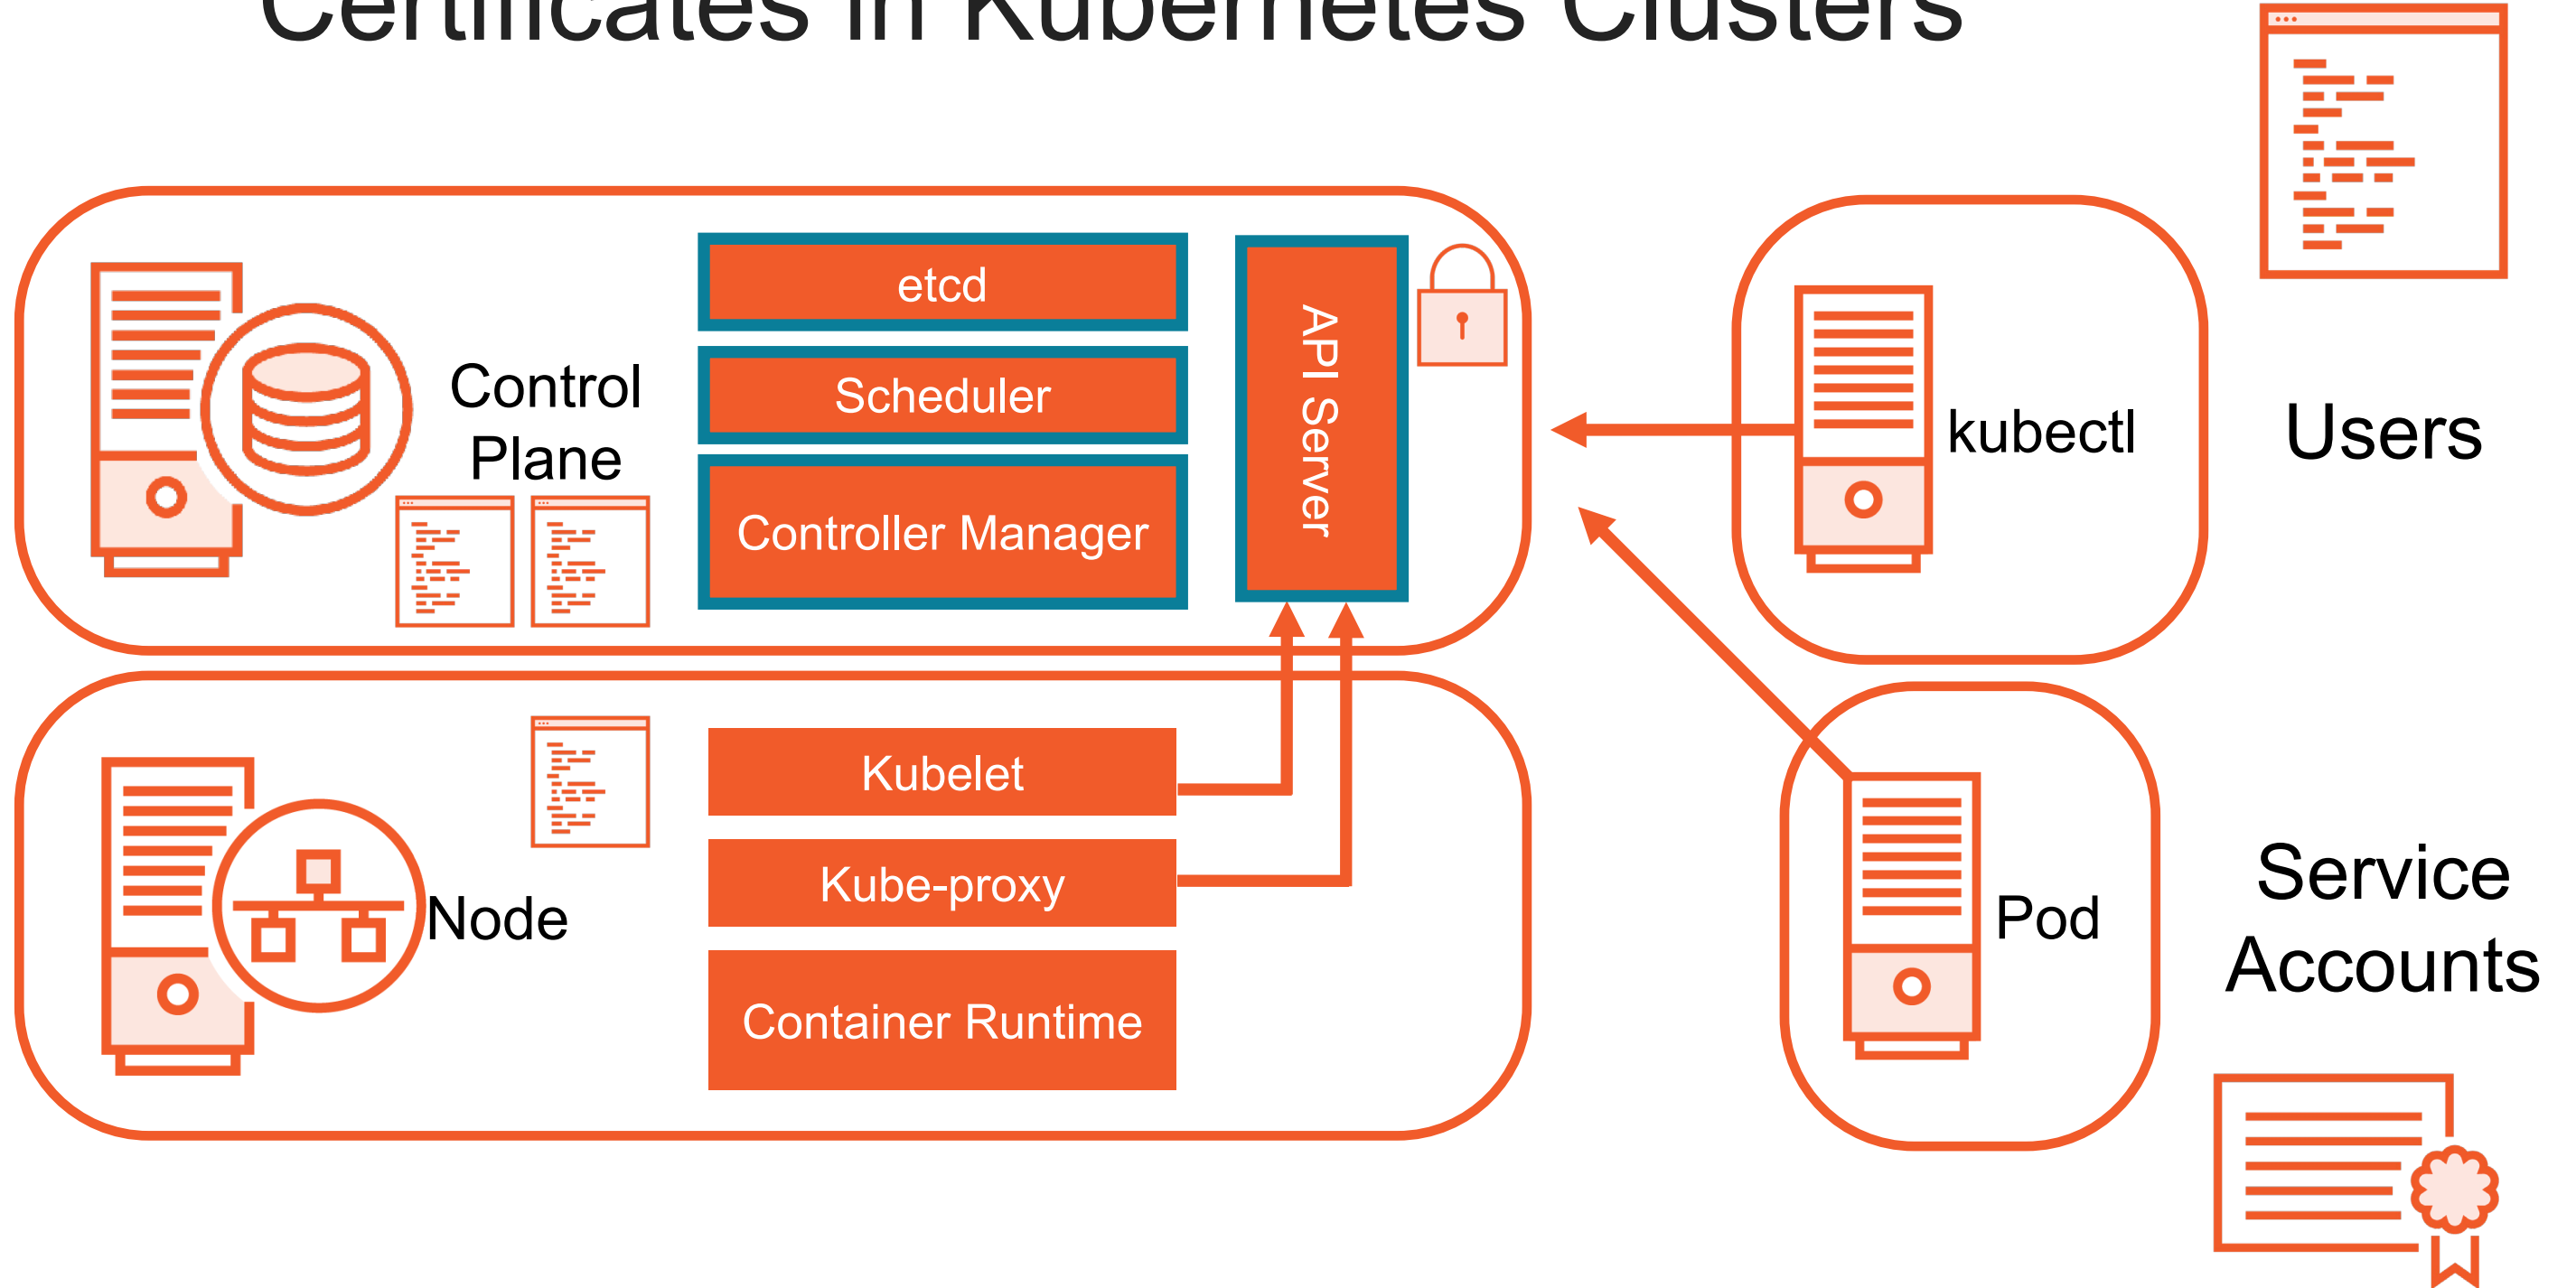 Certificates in Kubernetes Clusters
Control
Plane
etcd
Scheduler
Controller Manager
API Server
kubectl
Users
Node
Kubelet
Kube-proxy
Container Runtime
Pod
Service
Accounts